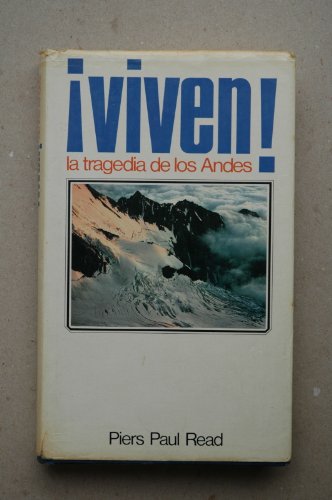 ¡viven!
la tragedia de los Andes
Piers Paul Read